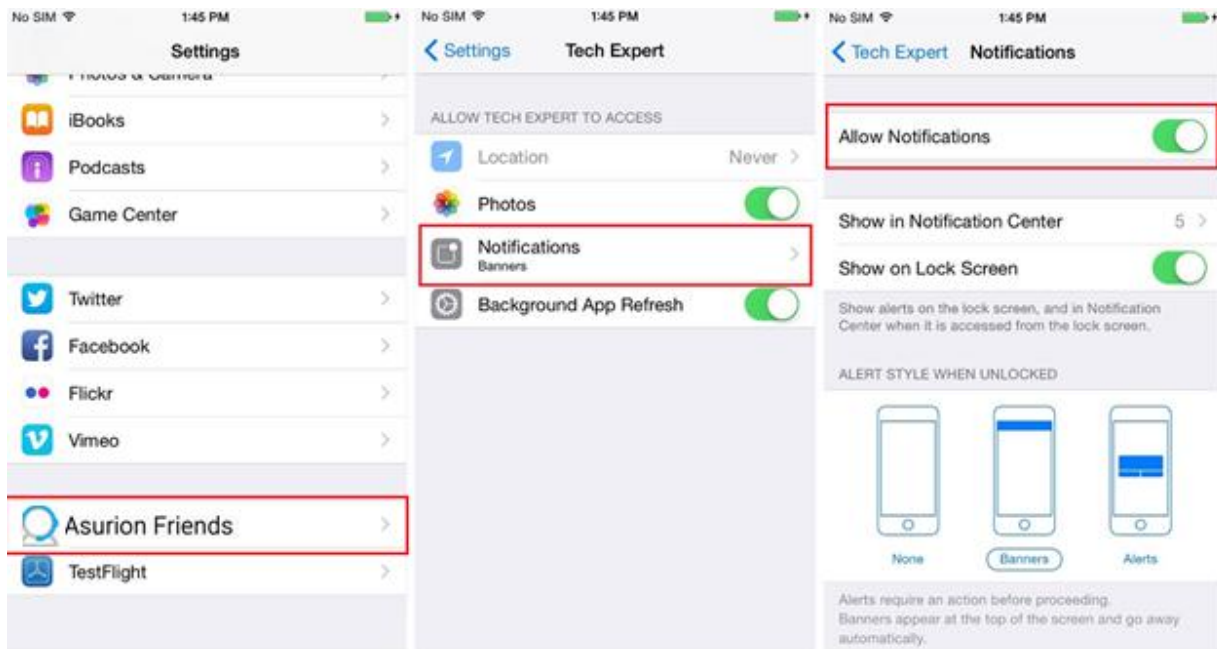 No SIM 1:45 PM
Settings
Photos & Camera
iBooks
Podcasts
Game Center
Twitter
Facebook
Flickr
Vimeo
Asurion Friends
TestFlight
No SIM 1:45 PM
Settings Tech Expert
ALLOW TECH EXPERT TO ACCESS
Location Never
Photos
Notifications
Banners
Background App Refresh
No SIM 1:45 PM
Tech Expert Notifications
Allow Notifications
Show in Notification Center 5
Show on Lock Screen
Show alerts on the lock screen, and in Notification
Center when it is accessed from the lock screen.
ALERT STYLE WHEN UNLOCKED
None Banners Alerts
Alerts require an action before proceeding.
Banners appear at the top of the screen and go away
automatically.